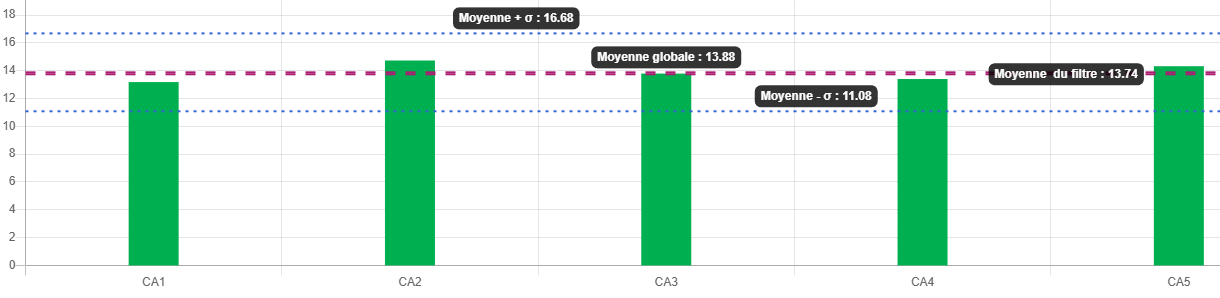 18
Moyenne + σ : 16.68
16
Moyenne globale : 13.88
14
Moyenne  du filtre : 13.74
12
Moyenne - σ : 11.08
10
8
6
4
2
0
CA1 CA2 CA3 CA4 CA5